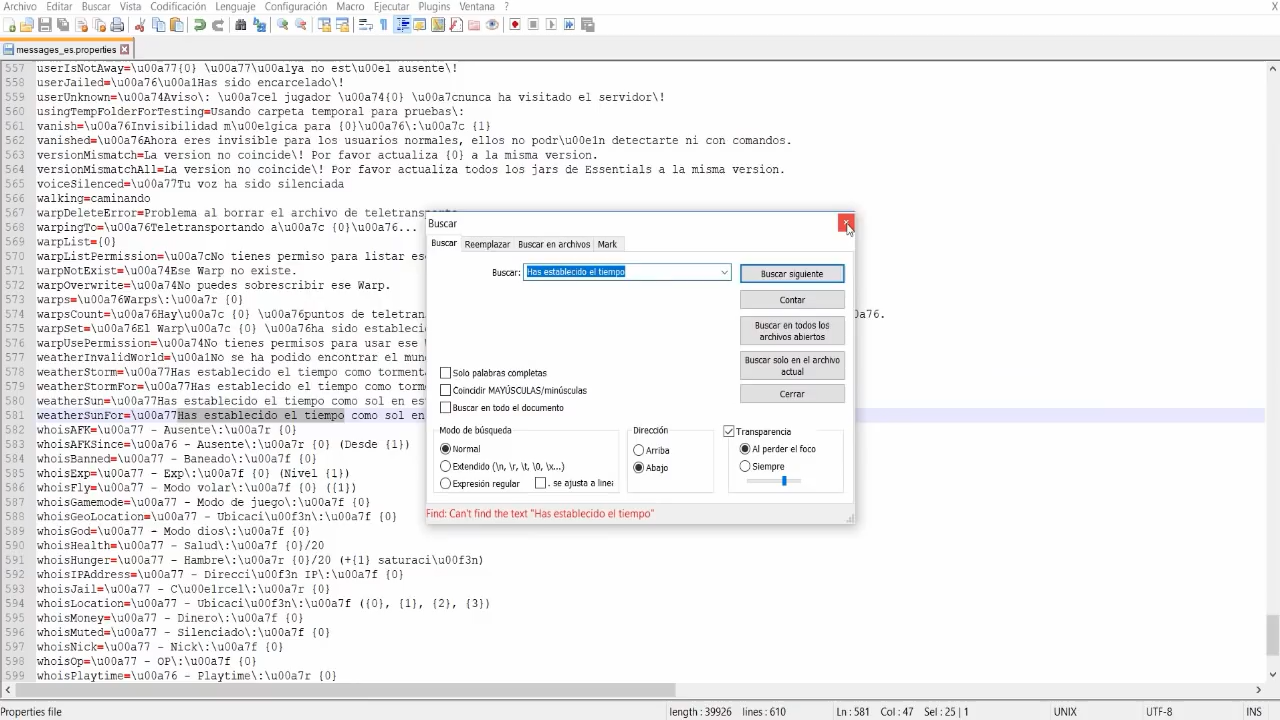 Archivo Editar Buscar Vista Codificación Lenguaje Configuración Macro Ejecutar Plugins Ventana ? X
messages_es.properties
557 userIsNotAway=\u00a77{0} \u00a77\u00a1ya no est\u00e1 ausente\!
558 userJailed=\u00a76\u00a1Has sido encarcelado\!
559 userUnknown=\u00a74Aviso\: \u00a7cel jugador \u00a74{0} \u00a7cnunca ha visitado el servidor\!
560 usingTempFolderForTesting=Usando carpeta temporal para pruebas\:
561 vanish=\u00a76Invisibilidad m\u00e1gica para {0}\u00a76\:\u00a7c {1}
562 vanished=\u00a76Ahora eres invisible para los usuarios normales, ellos no podr\u00e1n detectarte ni con comandos.
563 versionMismatch=La version no coincide\! Por favor actualiza {0} a la misma version.
564 versionMismatchAll=La version no coincide\! Por favor actualiza todos los jars de Essentials a la misma version.
565 voiceSilenced=\u00a77Tu voz ha sido silenciada
566 walking=caminando
567 warpDeleteError=Problema al borrar el archivo de teletransporte.
568 warpingTo=\u00a76Teletransportando a\u00a7c {0}\u00a76...
569 warpList={0}
570 warpListPermission=\u00a7cNo tienes permiso para listar es
571 warpNotExist=\u00a74Ese Warp no existe.
572 warpOverwrite=\u00a74No puedes sobrescribir ese Warp.
573 warps=\u00a76Warps\:\u00a7r {0}
574 warpsCount=\u00a76Hay\u00a7c {0} \u00a76puntos de teletran 0a76.
575 warpSet=\u00a76El Warp\u00a7c {0} \u00a76ha sido estableci
576 warpUsePermission=\u00a74No tienes permisos para usar ese
577 weatherInvalidWorld=\u00a1No se ha podido encontrar el mun
578 weatherStorm=\u00a77Has establecido el tiempo como torment
579 weatherStormFor=\u00a77Has establecido el tiempo como torm
580 weatherSun=\u00a77Has establecido el tiempo como sol en es
581 weatherSunFor=\u00a77Has establecido el tiempo como sol en
582 whoisAFK=\u00a77 - Ausente\:\u00a7r {0}
583 whoisAFKSince=\u00a76 - Ausente\:\u00a7r {0} (Desde {1})
584 whoisBanned=\u00a77 - Baneado\:\u00a7f {0}
585 whoisExp=\u00a77 - Exp\:\u00a7f {0} (Nivel {1})
586 whoisFly=\u00a77 - Modo volar\:\u00a7f {0} ({1})
587 whoisGamemode=\u00a77 - Modo de juego\:\u00a7f {0}
588 whoisGeoLocation=\u00a77 - Ubicaci\u00f3n\:\u00a7f {0}
589 whoisGod=\u00a77 - Modo dios\:\u00a7f {0}
590 whoisHealth=\u00a77 - Salud\:\u00a7f {0}/20
591 whoisHunger=\u00a77 - Hambre\:\u00a7r {0}/20 (+{1} saturaci\u00f3n)
592 whoisIPAddress=\u00a77 - Direcci\u00f3n IP\:\u00a7f {0}
593 whoisJail=\u00a77 - C\u00e1rcel\:\u00a7f {0}
594 whoisLocation=\u00a77 - Ubicaci\u00f3n\:\u00a7f ({0}, {1}, {2}, {3})
595 whoisMoney=\u00a77 - Dinero\:\u00a7f {0}
596 whoisMuted=\u00a77 - Silenciado\:\u00a7f {0}
597 whoisNick=\u00a77 - Nick\:\u00a7f {0}
598 whoisOp=\u00a77 - OP\:\u00a7f {0}
599 whoisPlaytime=\u00a76 - Playtime\:\u00a7r {0}
Buscar
Buscar Reemplazar Buscar en archivos Mark
Buscar: Has establecido el tiempo
Buscar siguiente
Contar
Buscar en todos los
archivos abiertos
Buscar solo en el archivo
actual
Cerrar
Solo palabras completas
Coincidir MAYÚSCULAS/minúsculas
Buscar en todo el documento
Modo de búsqueda
Normal
Extendido (\n, \r, \t, \0, \x...)
Expresión regular . se ajusta a línea
Dirección
Arriba
Abajo
Transparencia
Al perder el foco
Siempre
Find: Can't find the text "Has establecido el tiempo"
Properties file length : 39926 lines : 610 Ln : 581 Col : 47 Sel : 25 | 1 UNIX UTF-8 INS